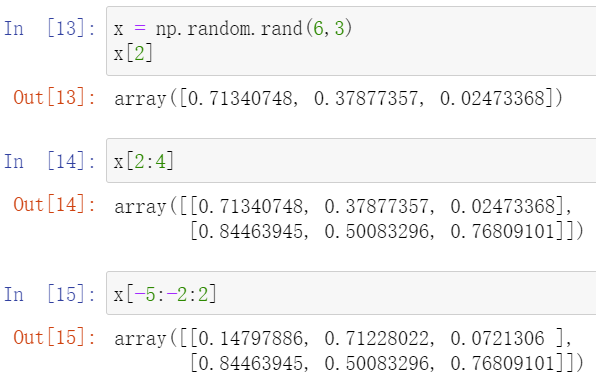 In [13]: x = np.random.rand(6,3)
x[2]
Out[13]: array([0.71340748, 0.37877357, 0.02473368])
In [14]: x[2:4]
Out[14]: array([[0.71340748, 0.37877357, 0.02473368],
[0.84463945, 0.50083296, 0.76809101]])
In [15]: x[-5:-2:2]
Out[15]: array([[0.14797886, 0.71228022, 0.0721306 ],
[0.84463945, 0.50083296, 0.76809101]])